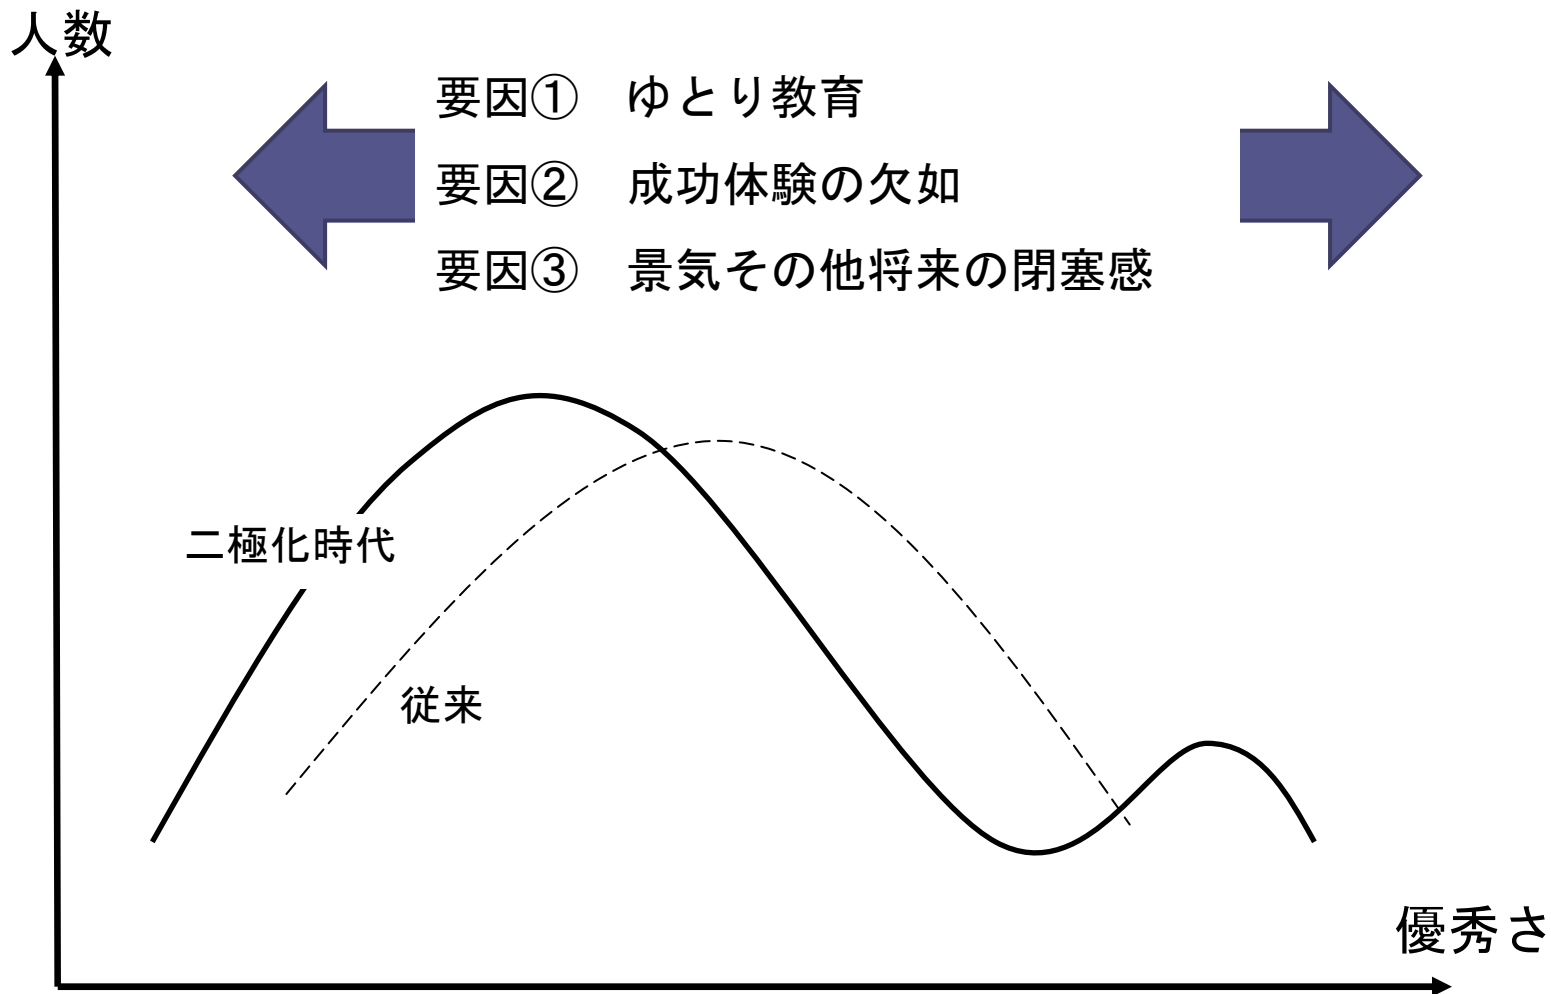 人数
要因①　ゆとり教育
要因②　成功体験の欠如
要因③　景気その他将来の閉塞感
二極化時代
従来
優秀さ